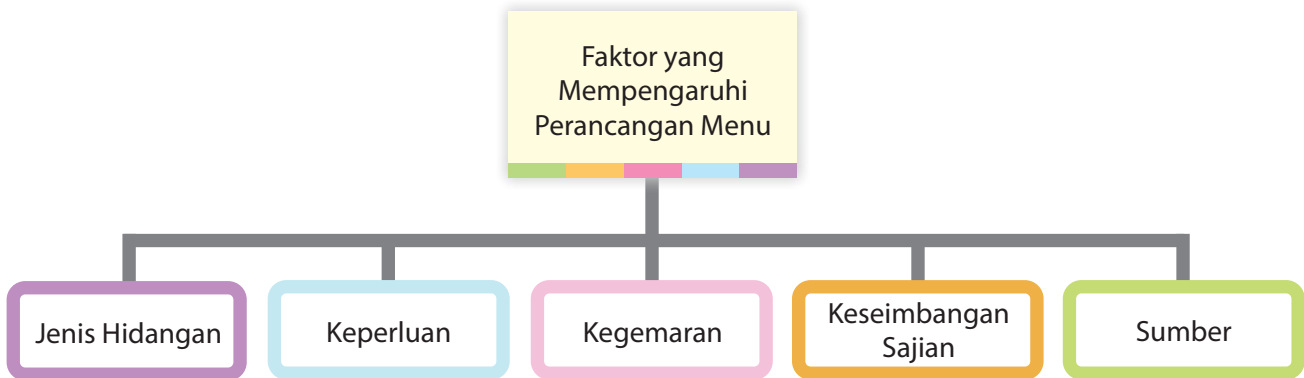 Faktor yang
Mempengaruhi
Perancangan Menu
Jenis Hidangan
Keperluan
Kegemaran
Keseimbangan
Sajian
Sumber